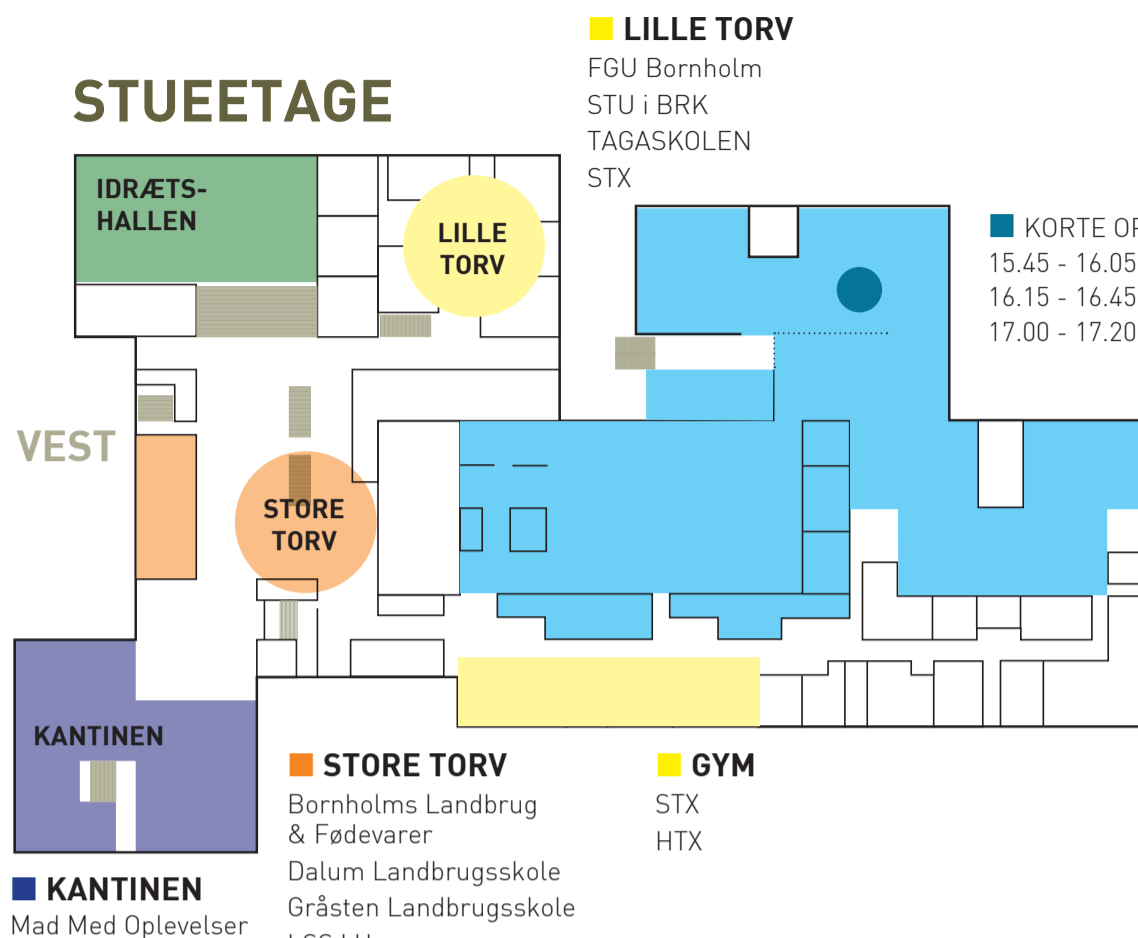 LILLE TORV
FGU Bornholm
STU i BRK
TAGASKOLEN
STX
STUEETAGE
IDRÆTS-
HALLEN
LILLE
TORV
KORTE
15.45 - 16.05
16.15 - 16.45
17.00 - 17.20
VEST
STORE
TORV
KANTINEN
STORE TORV
Bornholms Landbrug
& Fødevarer
Dalum Landbrugsskole
Gråsten Landbrugsskole
GYM
STX
HTX
KANTINEN
Mad Med Oplevelser